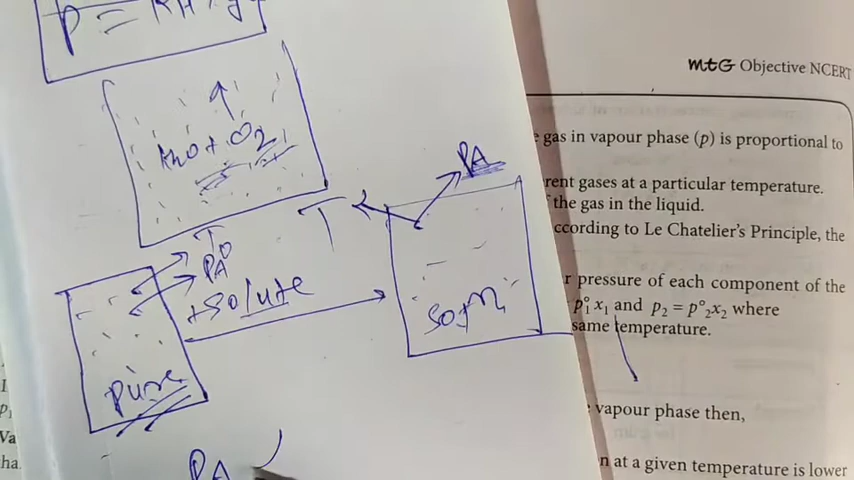 P = KH . x
mtG Objective NCERT
H2O + O2
PA
T
T
PA°
+solute
pure
soln
PA
e gas in vapour phase (p) is proportional to
rent gases at a particular temperature.
f the gas in the liquid.
ccording to Le Chatelier's Principle, the
r pressure of each component of the
p°1x1 and p2 = p°2x2 where
same temperature.
e vapour phase then,
n at a given temperature is lower